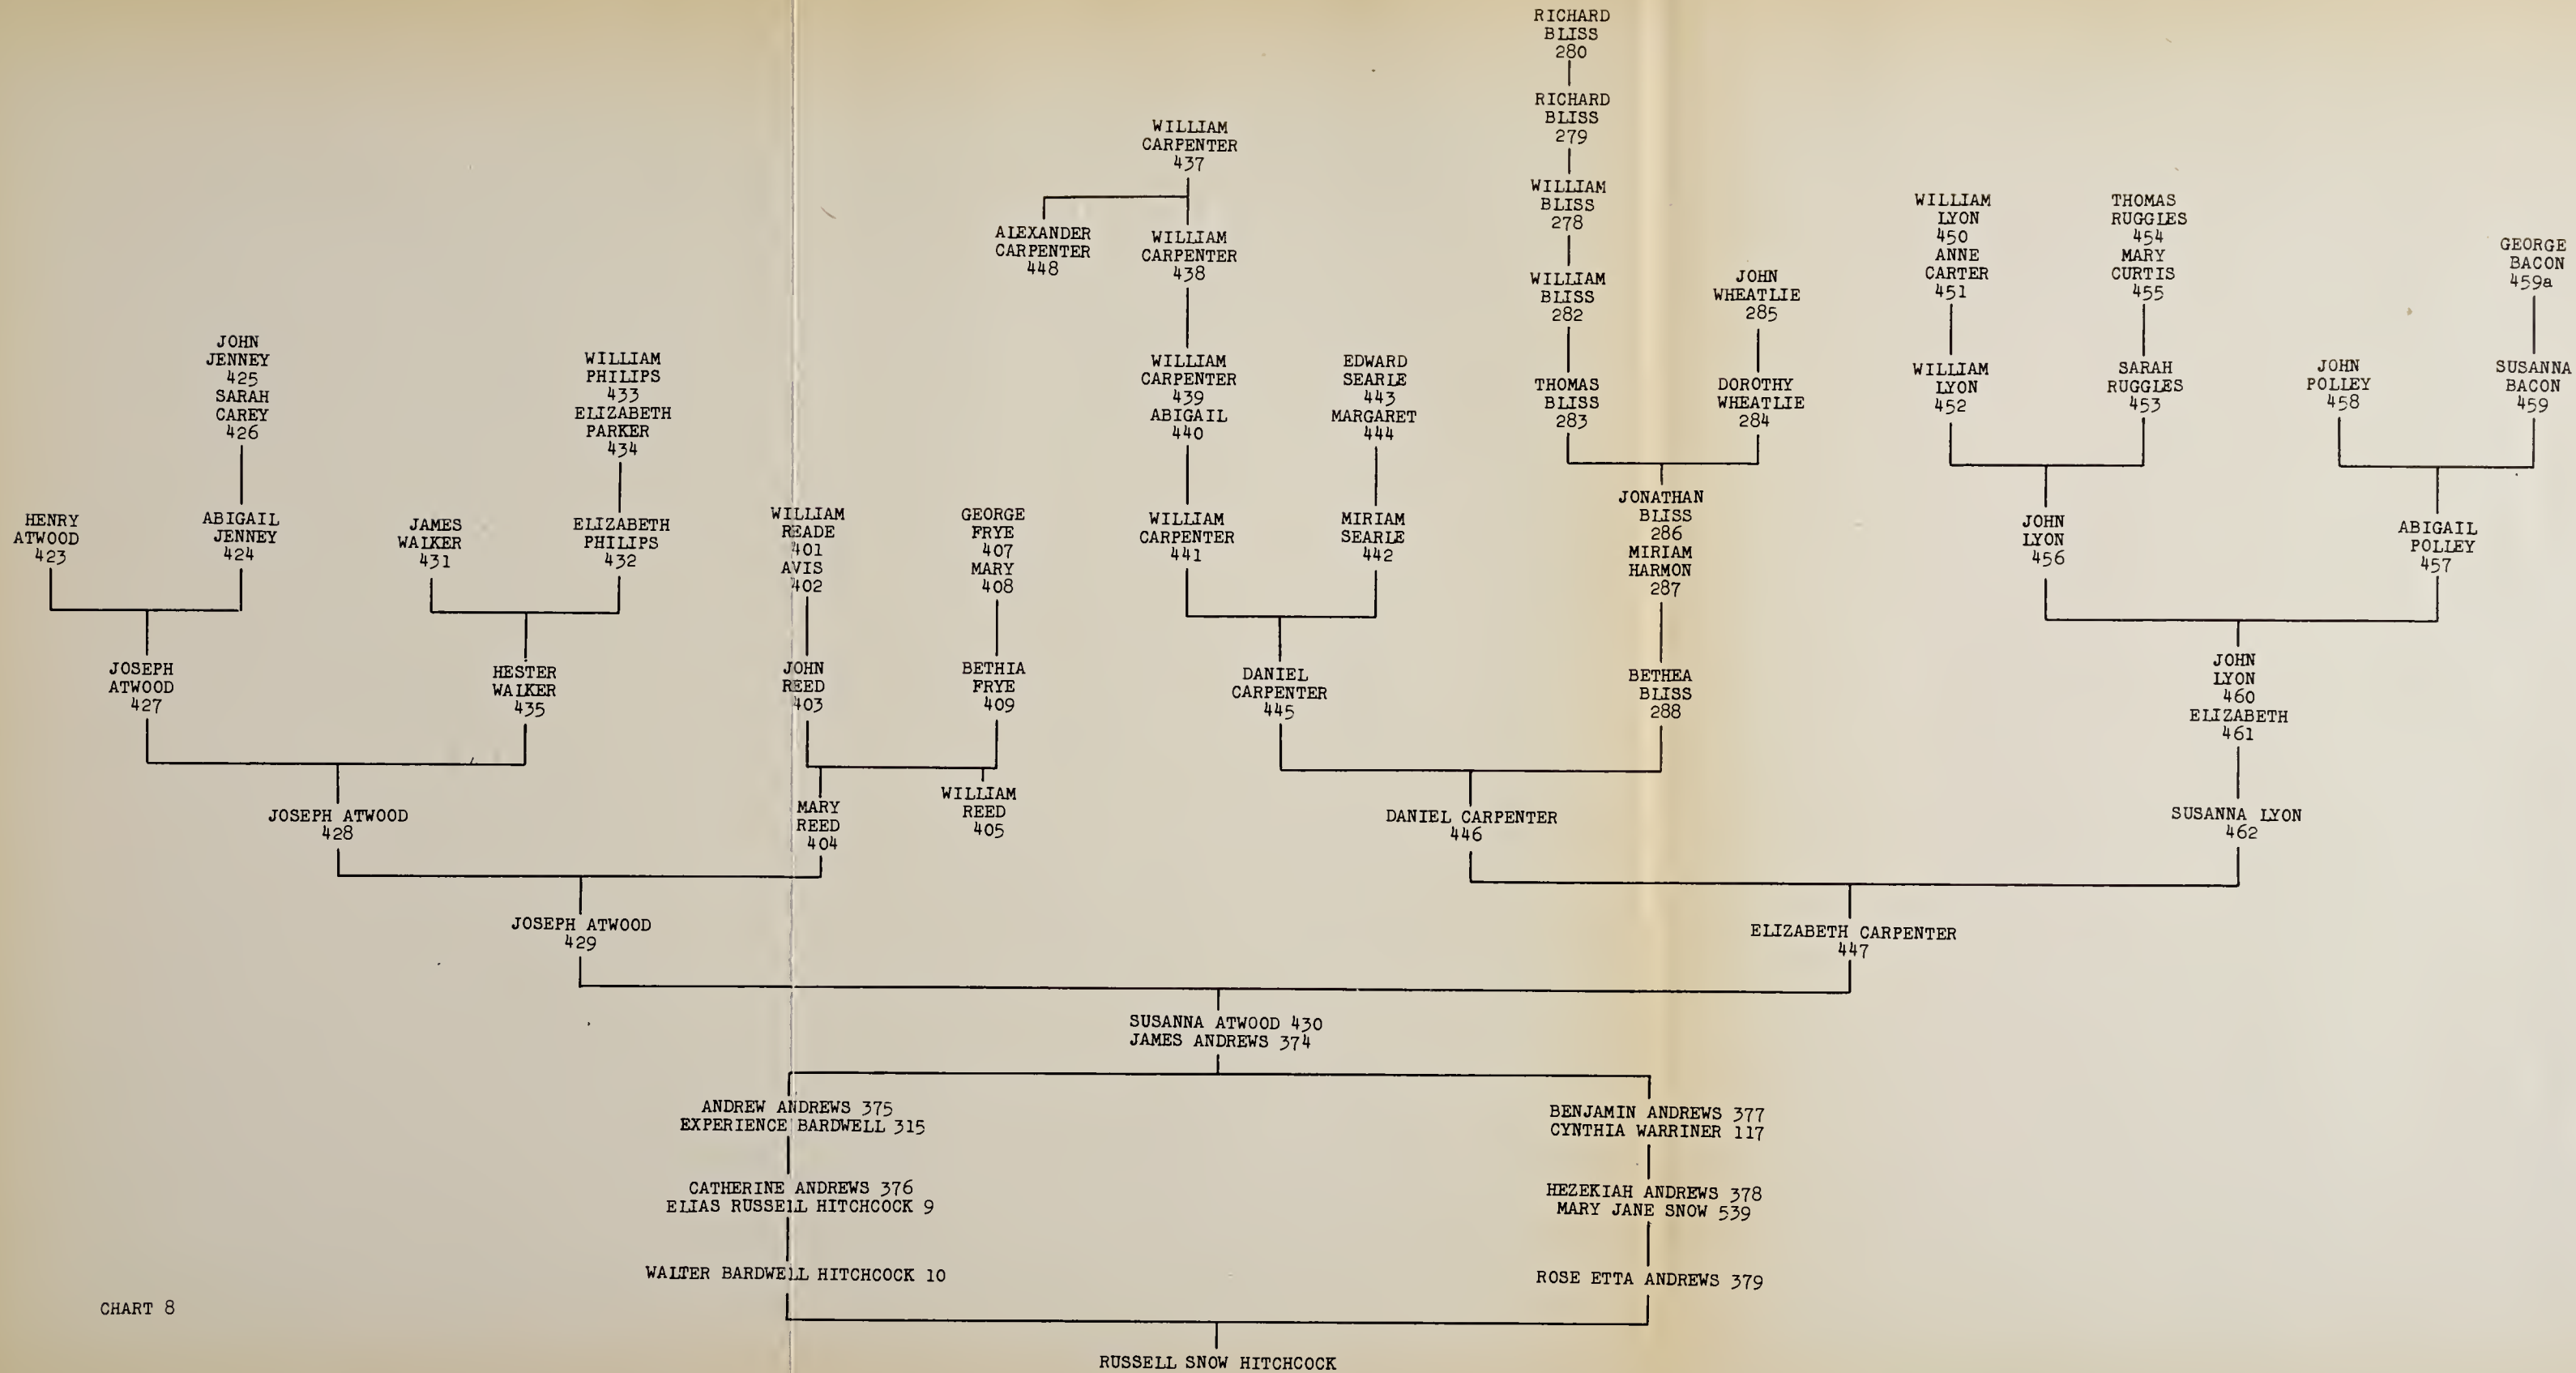 RICHARD
BLISS
280
RICHARD
BLISS
279
WILLIAM
BLISS
278
WILLIAM
BLISS
282
THOMAS
BLISS
283
JOHN
WHEATLIE
285
DOROTHY
WHEATLIE
284
WILLIAM
CARPENTER
437
ALEXANDER
CARPENTER
448
WILLIAM
CARPENTER
438
WILLIAM
CARPENTER
439
ABIGAIL
440
EDWARD
SEARLE
443
MARGARET
444
WILLIAM
LYON
450
ANNE
CARTER
451
THOMAS
RUGGLES
454
MARY
CURTIS
455
GEORGE
BACON
459a
WILLIAM
LYON
452
SARAH
RUGGLES
453
JOHN
POLLEY
458
SUSANNA
BACON
459
JOHN
JENNEY
425
SARAH
CAREY
426
WILLIAM
PHILIPS
433
ELIZABETH
PARKER
434
HENRY
ATWOOD
423
ABIGAIL
JENNEY
424
JAMES
WALKER
431
ELIZABETH
PHILIPS
432
WILLIAM
READE
401
AVIS
402
GEORGE
FRYE
407
MARY
408
WILLIAM
CARPENTER
441
MIRIAM
SEARLE
442
JONATHAN
BLISS
286
MIRIAM
HARMON
287
JOHN
LYON
456
ABIGAIL
POLLEY
457
JOSEPH
ATWOOD
427
HESTER
WALKER
435
JOHN
REED
403
BETHIA
FRYE
409
DANIEL
CARPENTER
445
BETHEA
BLISS
288
JOHN
LYON
460
ELIZABETH
461
JOSEPH ATWOOD
428
MARY
REED
404
WILLIAM
REED
405
DANIEL CARPENTER
446
SUSANNA LYON
462
JOSEPH ATWOOD
429
ELIZABETH CARPENTER
447
SUSANNA ATWOOD 430
JAMES ANDREWS 374
ANDREW ANDREWS 375
EXPERIENCE BARDWELL 315
BENJAMIN ANDREWS 377
CYNTHIA WARRINER 117
CATHERINE ANDREWS 376
ELIAS RUSSELL HITCHCOCK 9
HEZEKIAH ANDREWS 378
MARY JANE SNOW 539
WALTER BARDWELL HITCHCOCK 10
ROSE ETTA ANDREWS 379
CHART 8
RUSSELL SNOW HITCHCOCK